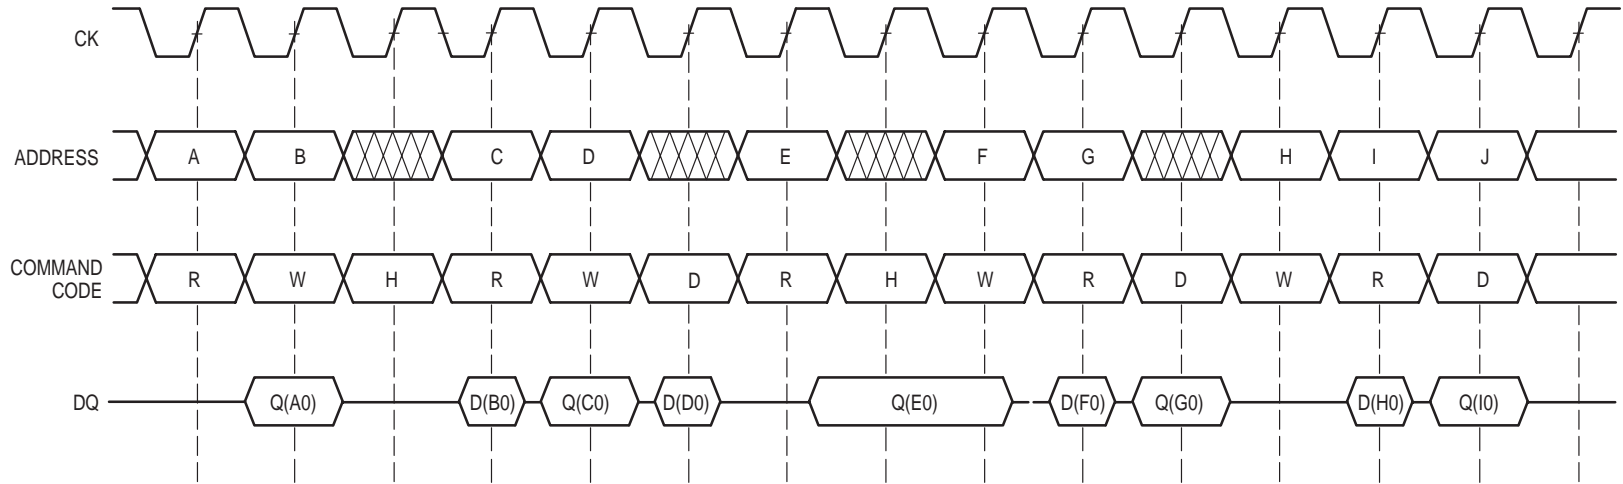 CK
ADDRESS A B C D E F G H I J
COMMAND
CODE R W H R W D R H W R D W R D
DQ Q(A0) D(B0) Q(C0) D(D0) Q(E0) D(F0) Q(G0) D(H0) Q(I0)